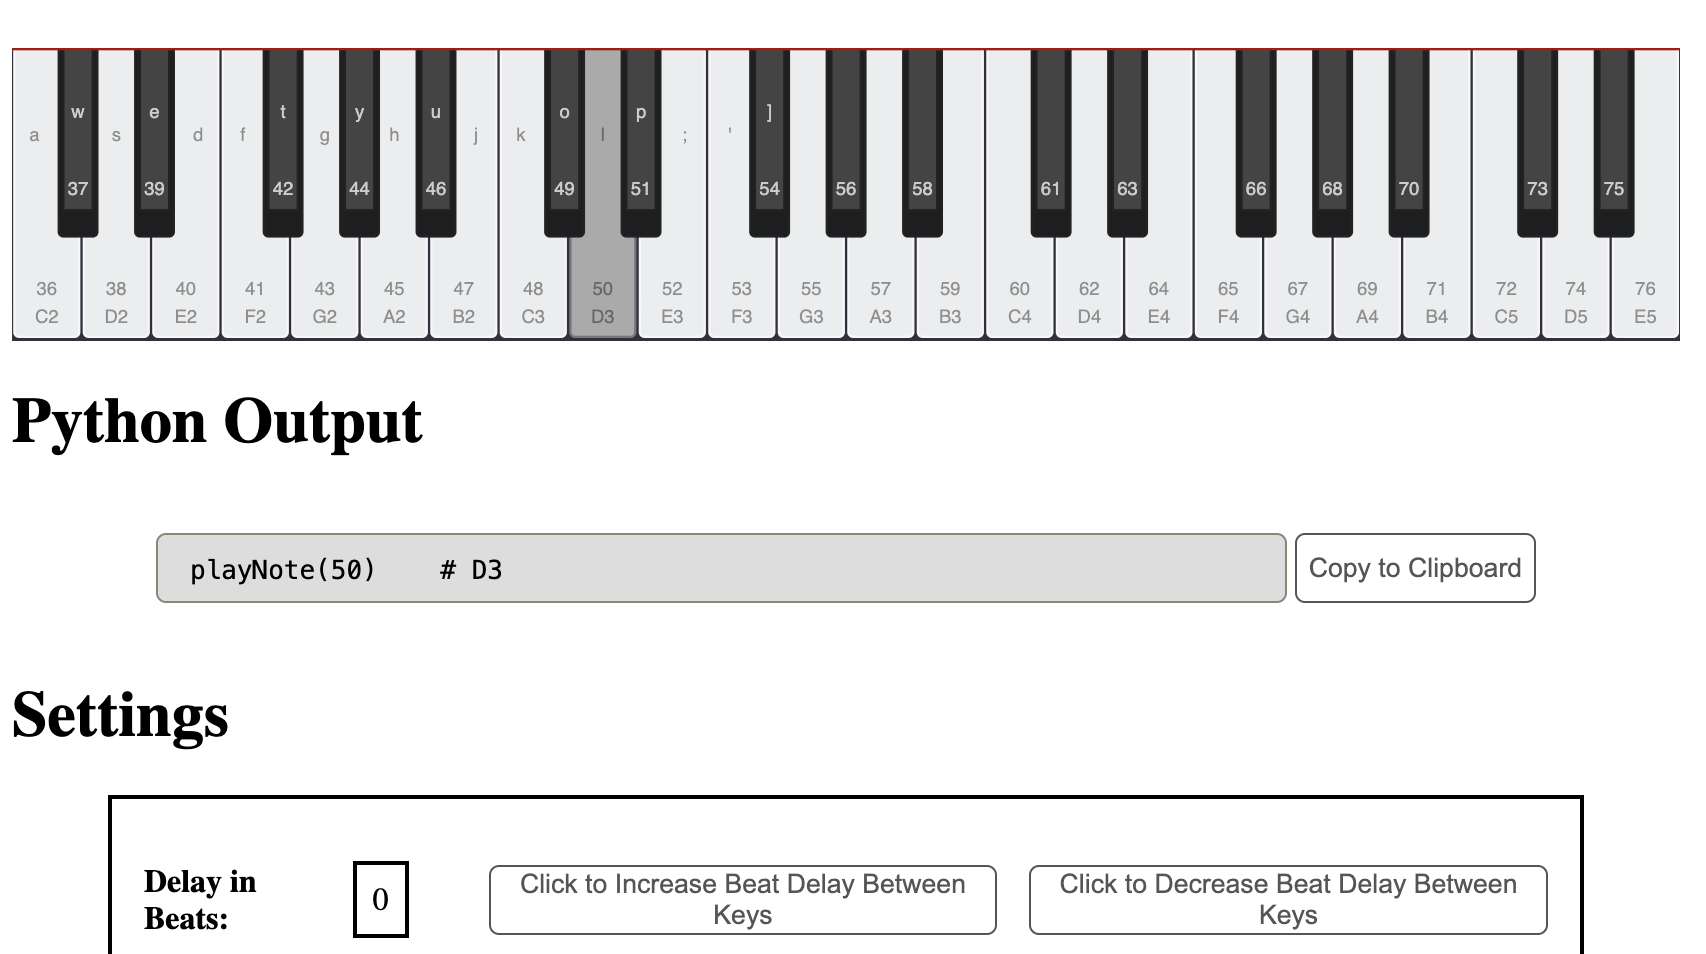 w e t y u o p ]
a s d f g h j k l ; '
37 39 42 44 46 49 51 54 56 58 61 63 66 68 70 73 75
36 38 40 41 43 45 47 48 50 52 53 55 57 59 60 62 64 65 67 69 71 72 74 76
C2 D2 E2 F2 G2 A2 B2 C3 D3 E3 F3 G3 A3 B3 C4 D4 E4 F4 G4 A4 B4 C5 D5 E5
Python Output
playNote(50)    # D3
Copy to Clipboard
Settings
Delay in
Beats:
0
Click to Increase Beat Delay Between
Keys
Click to Decrease Beat Delay Between
Keys